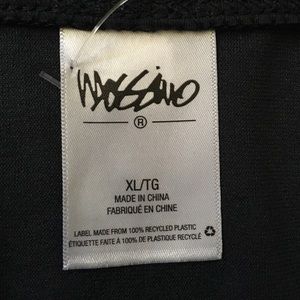 Mossimo
®
XL/TG
MADE IN CHINA
FABRIQUÉ EN CHINE
LABEL MADE FROM 100% RECYCLED PLASTIC
ÉTIQUETTE FAITE À 100% DE PLASTIQUE RECYCLÉ